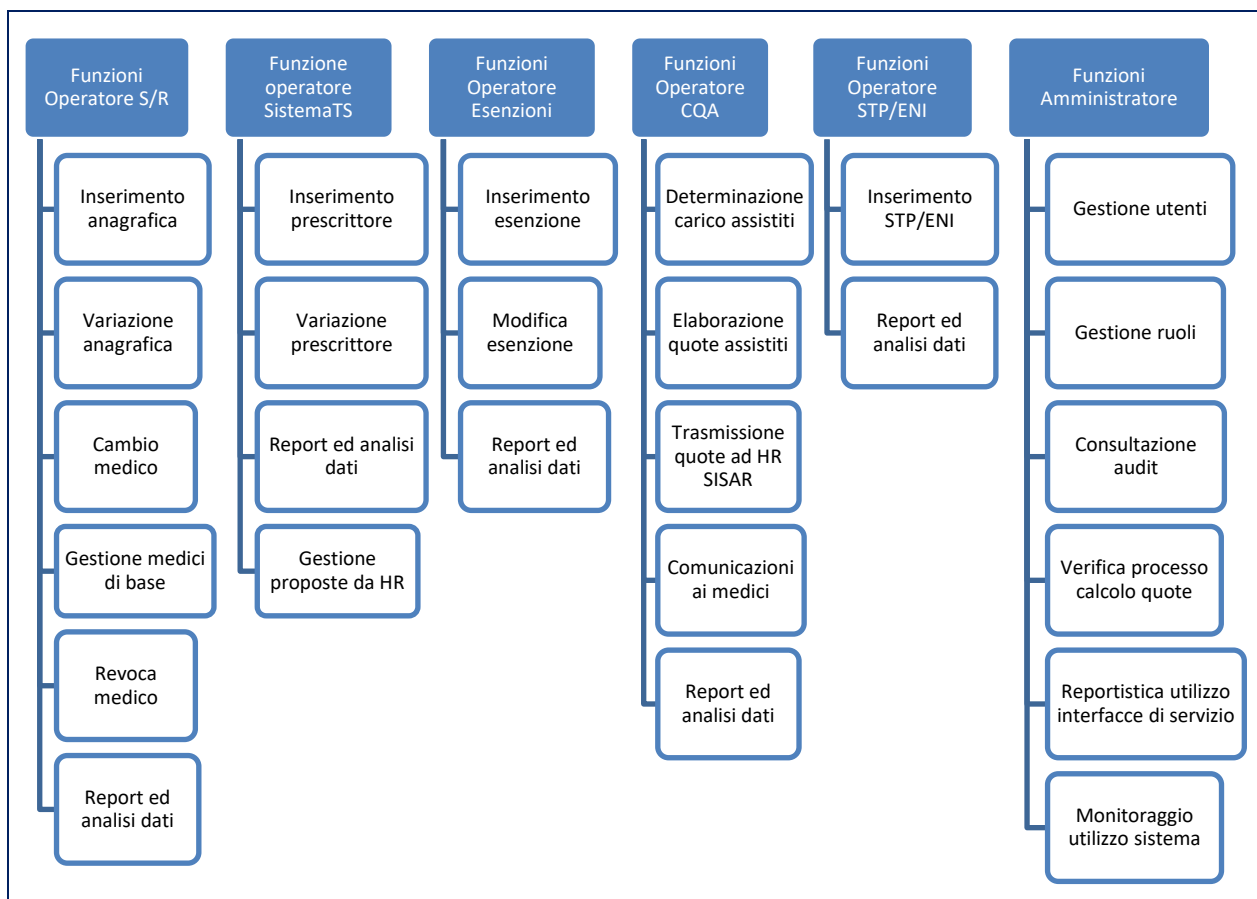 Funzioni
Operatore S/R
Inserimento
anagrafica
Variazione
anagrafica
Cambio
medico
Gestione medici
di base
Revoca
medico
Report ed
analisi dati
Funzione
operatore
SistemaTS
Inserimento
prescrittore
Variazione
prescrittore
Report ed analisi
dati
Gestione
proposte da HR
Funzioni
Operatore
Esenzioni
Inserimento
esenzione
Modifica
esenzione
Report ed
analisi dati
Funzioni
Operatore
CQA
Determinazione
carico assistiti
Elaborazione
quote assistiti
Trasmissione
quote ad HR
SISAR
Comunicazioni
ai medici
Report ed
analisi dati
Funzioni
Operatore
STP/ENI
Inserimento
STP/ENI
Report ed
analisi dati
Funzioni
Amministratore
Gestione utenti
Gestione ruoli
Consultazione
audit
Verifica processo
calcolo quote
Reportistica utilizzo
interfacce di servizio
Monitoraggio
utilizzo sistema